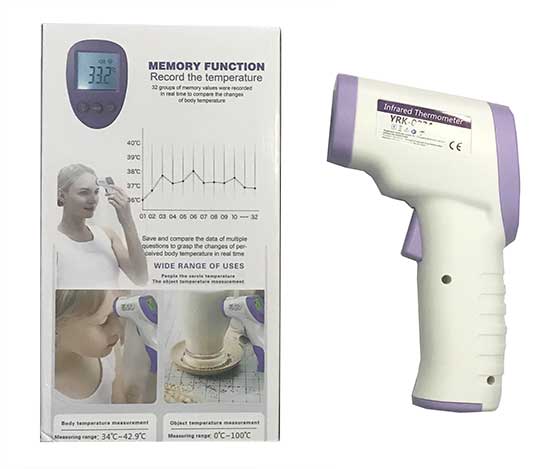 33.2
MEMORY FUNCTION
Record the temperature
32 groups of memory values were recorded
in real time to compare the changes
of body temperature
40℃
39℃
38℃
37℃
36℃
01 02 03 04 05 06 07 08 09 10 ---- 32
Save and compare the data of multiple
questions to grasp the changes of per-
ceived body temperature in real time
WIDE RANGE OF USES
People the servle temperature
The object temperature measurement
Body temperature measurement
Measuring range: 34℃~42.9℃
Object temperature measurement
Measuring range: 0℃~100℃
Infrared Thermometer
CE